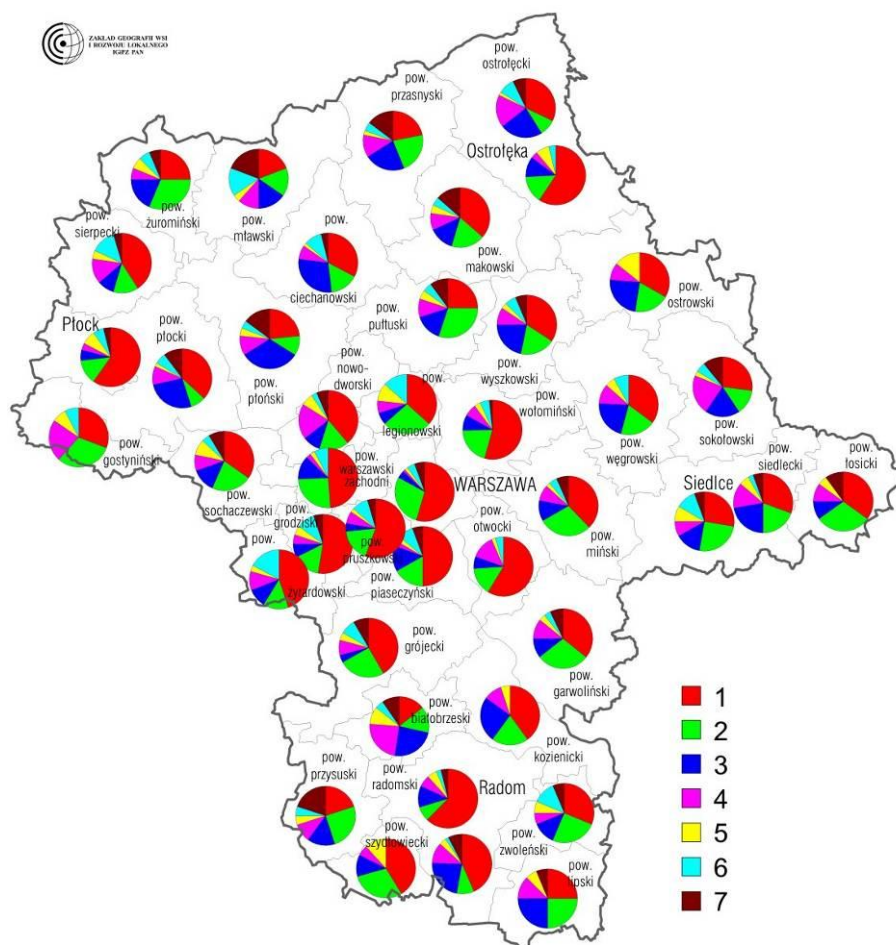 ZAKŁAD GEOGRAFII WSI
I ROZWOJU LOKALNEGO
IGiPZ PAN
pow.
ostrołęcki
pow.
przasnyski
Ostrołęka
pow.
żuromiński
pow.
mławski
pow.
sierpecki
pow.
ciechanowski
pow.
makowski
pow.
ostrowski
Płock
pow.
płocki
pow.
płoński
pow.
pułtuski
pow.
wyszkowski
pow.
nowo-
dworski
pow.
legionowski
pow.
wołomiński
pow.
węgrowski
pow.
sokołowski
pow.
gostyniński
pow.
sochaczewski
pow.
warszawski
zachodni
WARSZAWA
Siedlce
pow.
siedlecki
pow.
łosicki
pow.
grodziski
pow.
pruszkowski
pow.
otwocki
pow.
miński
pow.
żyrardowski
pow.
piaseczyński
pow.
grójecki
pow.
garwoliński
pow.
białobrzeski
pow.
kozienicki
pow.
przysuski
pow.
radomski
Radom
pow.
szydłowiecki
pow.
zwoleński
pow.
lipski
1
2
3
4
5
6
7